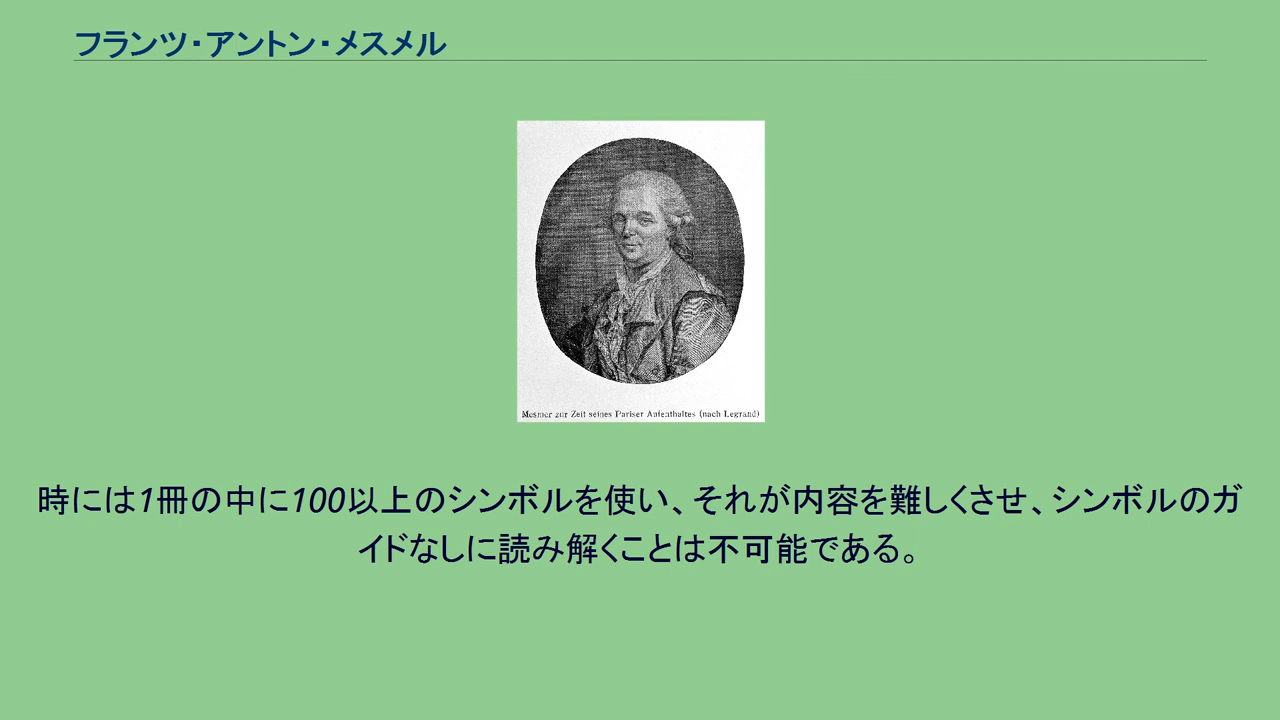 フランツ・アントン・メスメル
Mesmer zur Zeit seines Pariser Aufenthaltes (nach Legrand)
時には1冊の中に100以上のシンボルを使い、それが内容を難しくさせ、シンボルのガ
イドなしに読み解くことは不可能である。